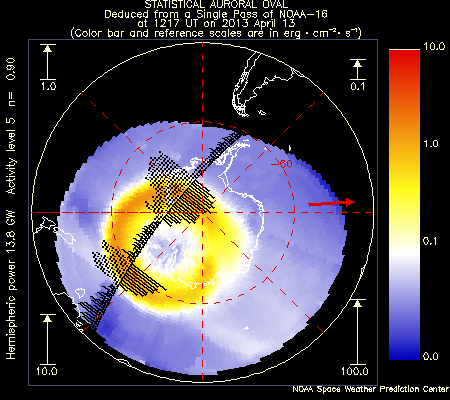 STATISTICAL AURORAL OVAL
Deduced from a Single Pass of NOAA-16
at 1217 UT on 2013 April 13
(Color bar and reference scales are in erg·cm⁻²·s⁻¹)
Hemispheric power 13.8 GW   Activity level 5   n= 0.90
1.0
0.1
10.0
100.0
-60
10.0
1.0
0.1
0.0
NOAA Space Weather Prediction Center